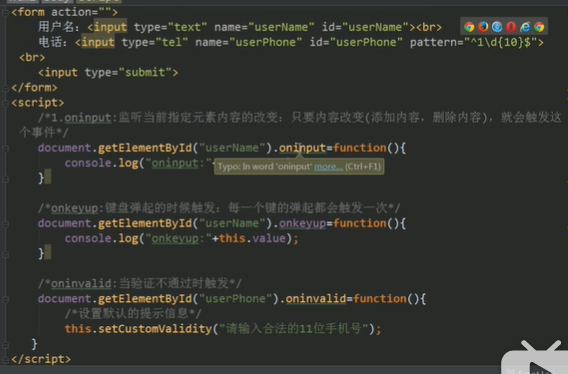 <form action="">
用户名：<input type="text" name="userName" id="userName"><br>
电话：<input type="tel" name="userPhone" id="userPhone" pattern="^1\d{10}$">
<br>
<input type="submit">
</form>
<script>
/*1.oninput:监听当前指定元素内容的改变：只要内容改变(添加内容，删除内容)，就会触发这
个事件*/
document.getElementById("userName").oninput=function(){
console.log("oninput:"
Typo: In word 'oninput' more... (Ctrl+F1)
}
/*onkeyup:键盘弹起的时候触发：每一个键的弹起都会触发一次*/
document.getElementById("userName").onkeyup=function(){
console.log("onkeyup:"+this.value);
}
/*oninvalid:当验证不通过时触发*/
document.getElementById("userPhone").oninvalid=function(){
/*设置默认的提示信息*/
this.setCustomValidity("请输入合法的11位手机号");
}
</script>